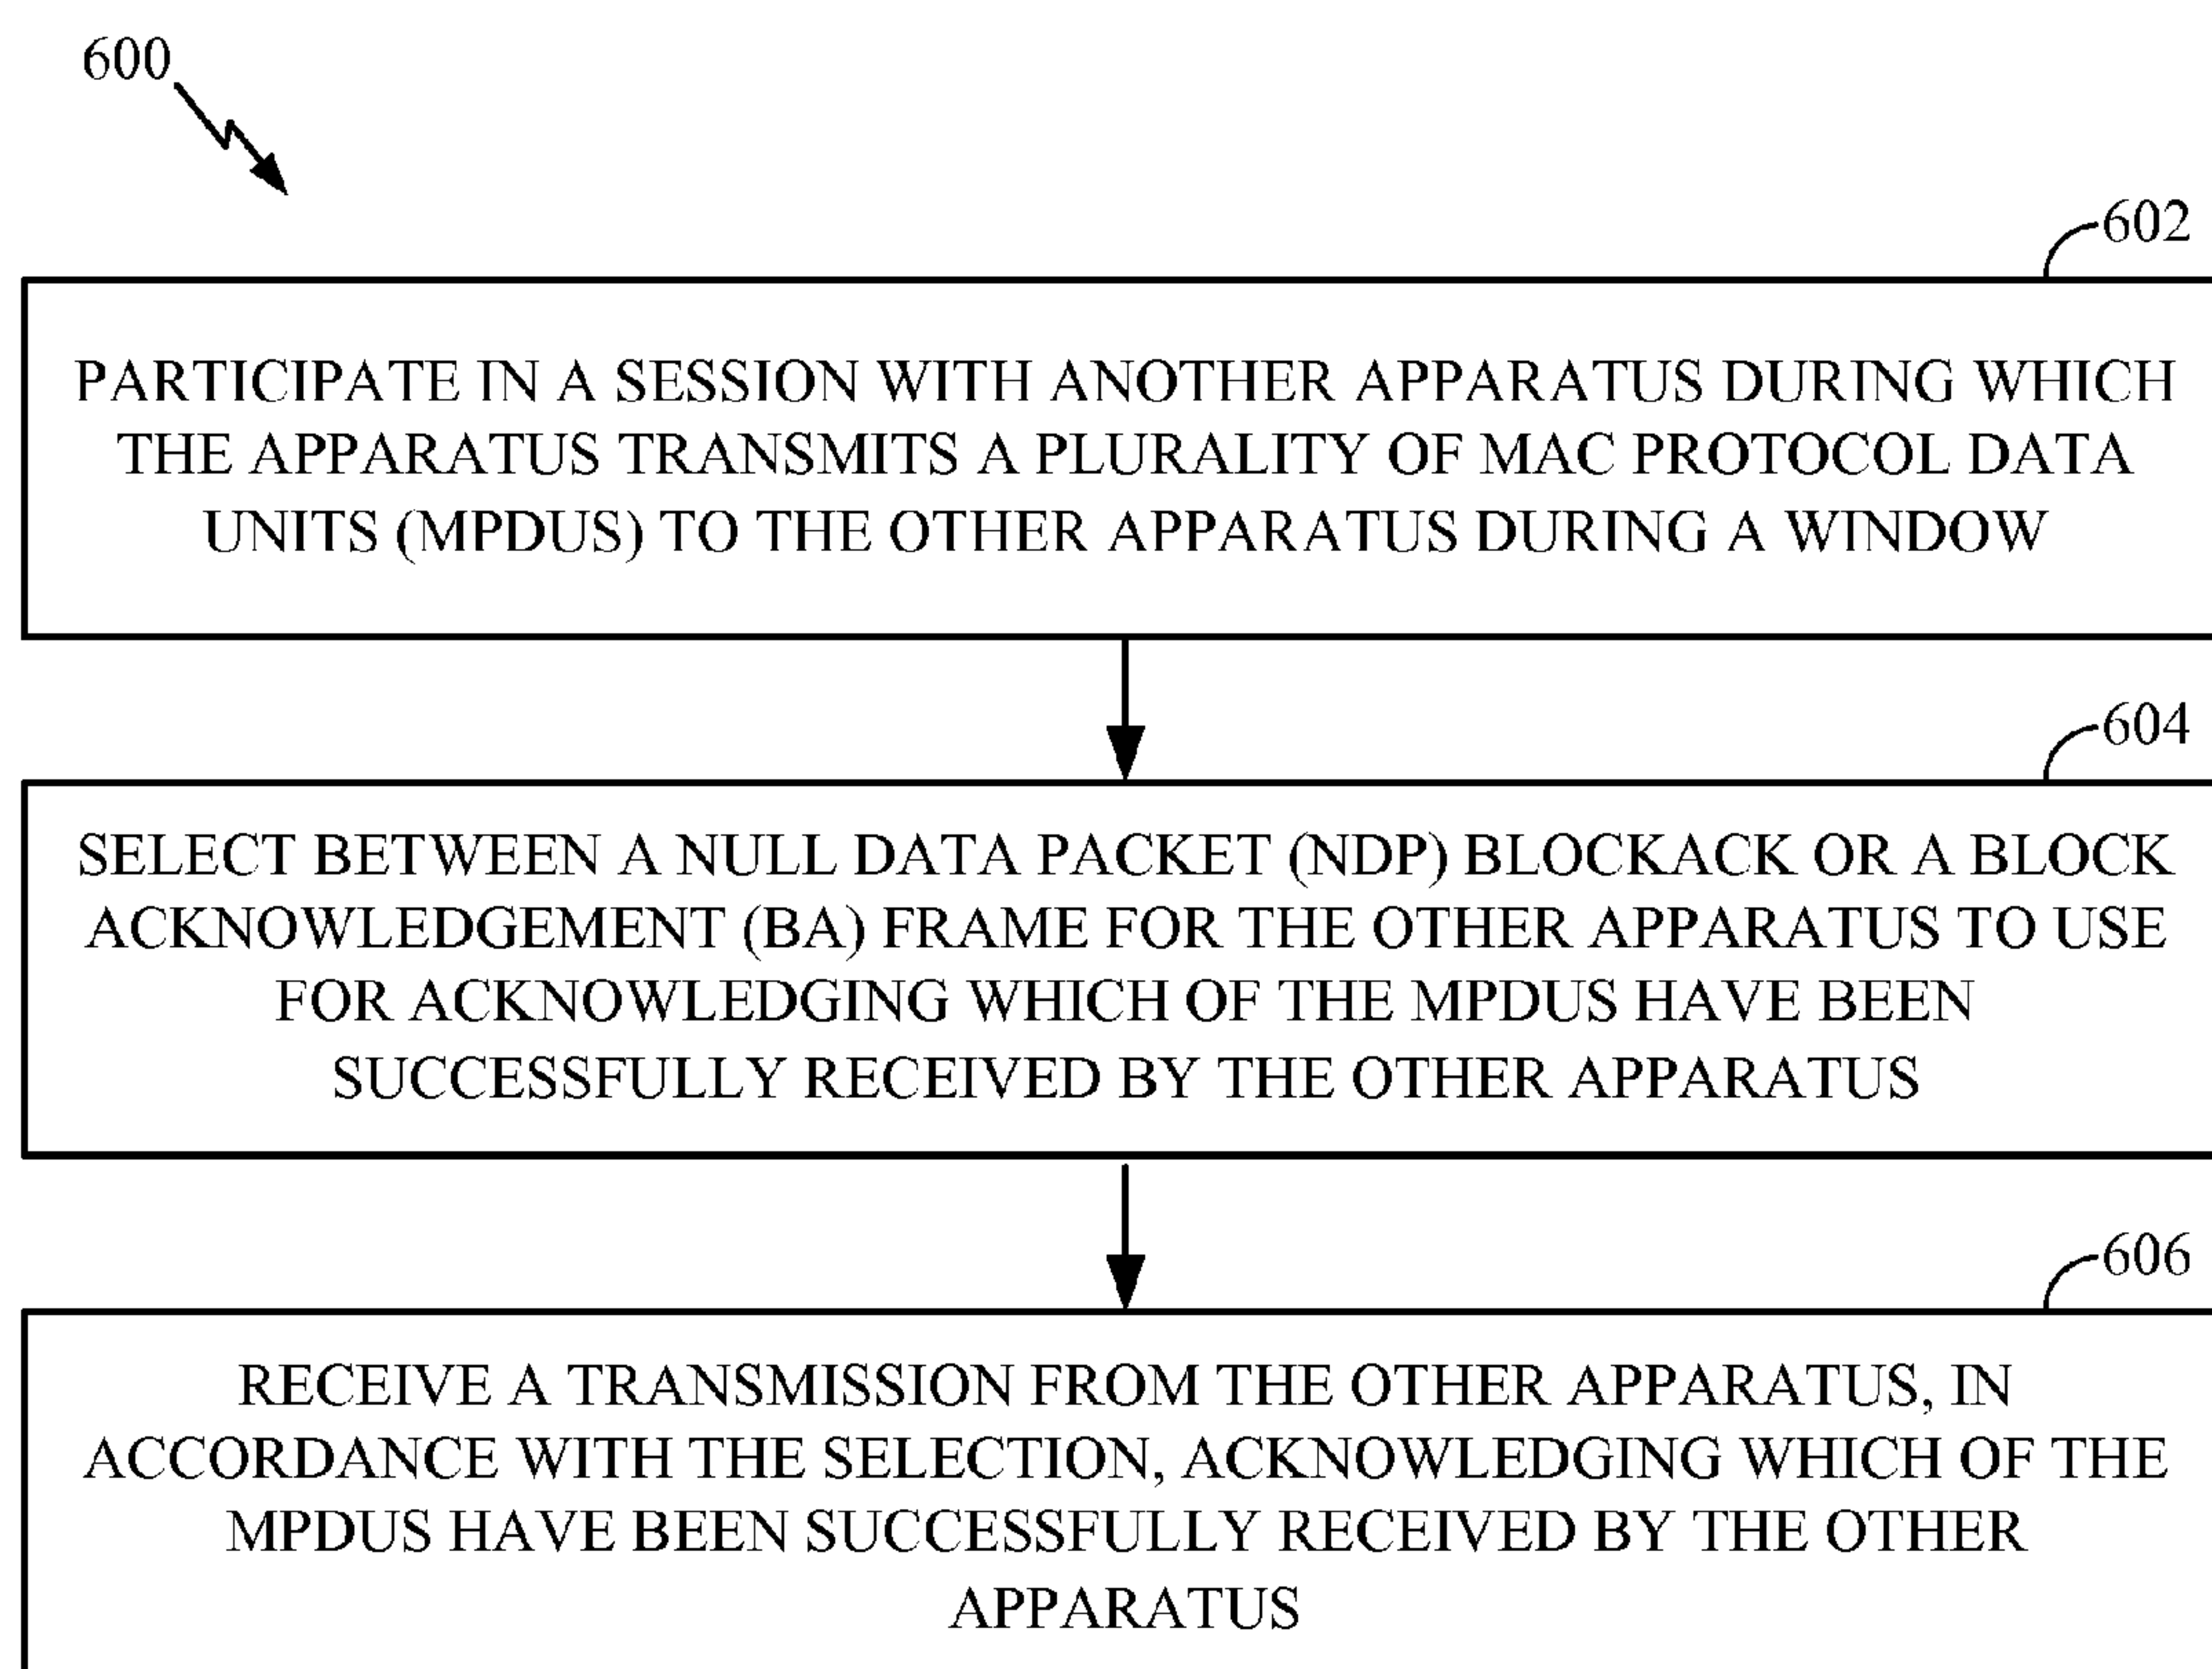 600
602
PARTICIPATE IN A SESSION WITH ANOTHER APPARATUS DURING WHICH
THE APPARATUS TRANSMITS A PLURALITY OF MAC PROTOCOL DATA
UNITS (MPDUS) TO THE OTHER APPARATUS DURING A WINDOW
604
SELECT BETWEEN A NULL DATA PACKET (NDP) BLOCKACK OR A BLOCK
ACKNOWLEDGEMENT (BA) FRAME FOR THE OTHER APPARATUS TO USE
FOR ACKNOWLEDGING WHICH OF THE MPDUS HAVE BEEN
SUCCESSFULLY RECEIVED BY THE OTHER APPARATUS
606
RECEIVE A TRANSMISSION FROM THE OTHER APPARATUS, IN
ACCORDANCE WITH THE SELECTION, ACKNOWLEDGING WHICH OF THE
MPDUS HAVE BEEN SUCCESSFULLY RECEIVED BY THE OTHER
APPARATUS